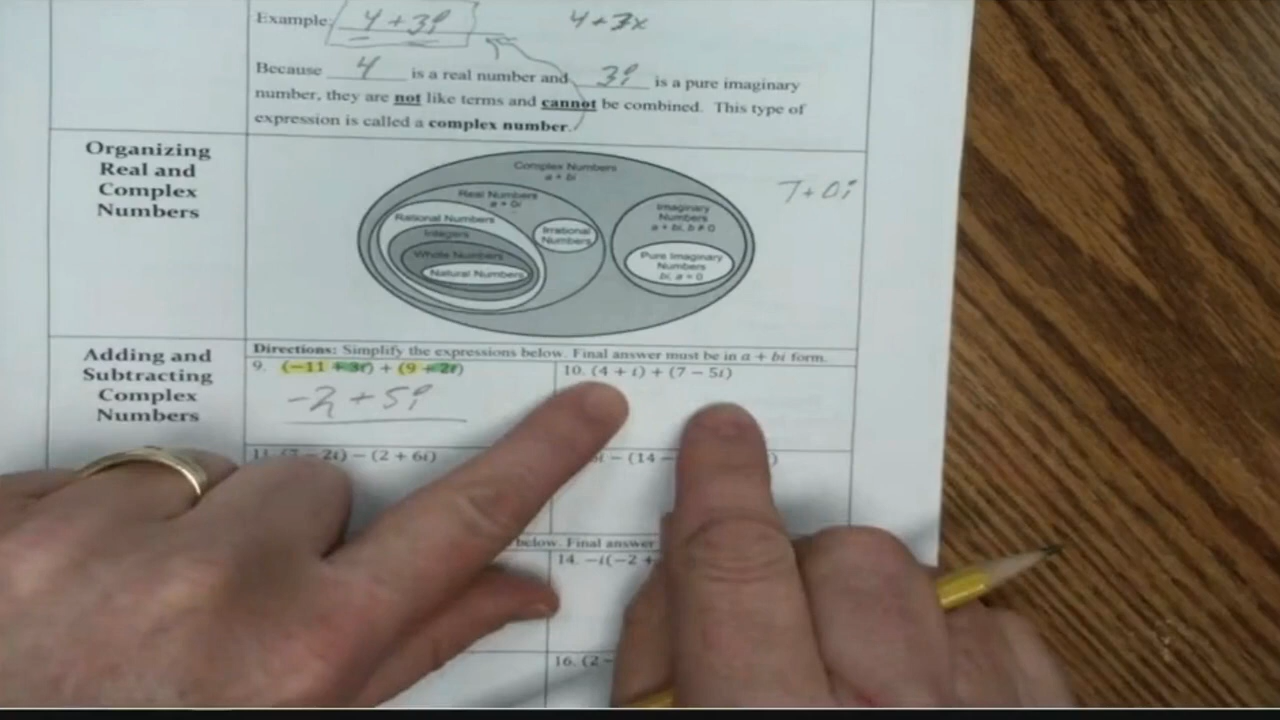 Example: 4 + 3i 4 + 3x
Because 4 is a real number and 3i is a pure imaginary
number, they are not like terms and cannot be combined. This type of
expression is called a complex number.
Organizing
Real and
Complex
Numbers
Complex Numbers
a + bi
Real Numbers
a + 0i
Rational Numbers
Integers
Whole Numbers
Natural Numbers
Irrational
Numbers
Imaginary
Numbers
a + bi, b ≠ 0
Pure Imaginary
Numbers
bi, a = 0
7 + 0i
Adding and
Subtracting
Complex
Numbers
Directions: Simplify the expressions below. Final answer must be in a + bi form.
9. (−11 + 3i) + (9 + 2i)
−2 + 5i
10. (4 + i) + (7 − 5i)
11. (7 − 2i) − (2 + 6i)
i − (14 −
below. Final answer
14. −i(−2 +
16. (2 −